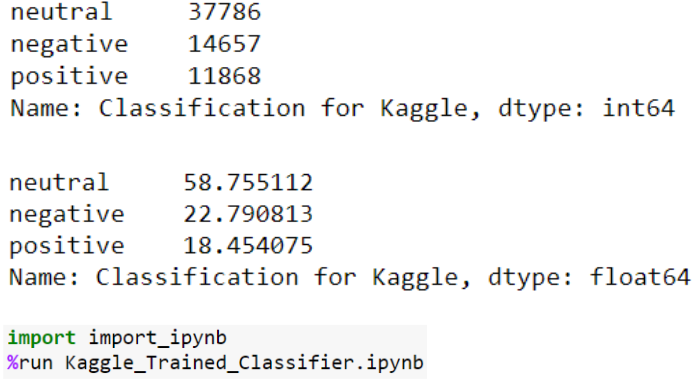 neutral 37786
negative 14657
positive 11868
Name: Classification for Kaggle, dtype: int64
neutral 58.755112
negative 22.790813
positive 18.454075
Name: Classification for Kaggle, dtype: float64
import import_ipynb
%run Kaggle_Trained_Classifier.ipynb